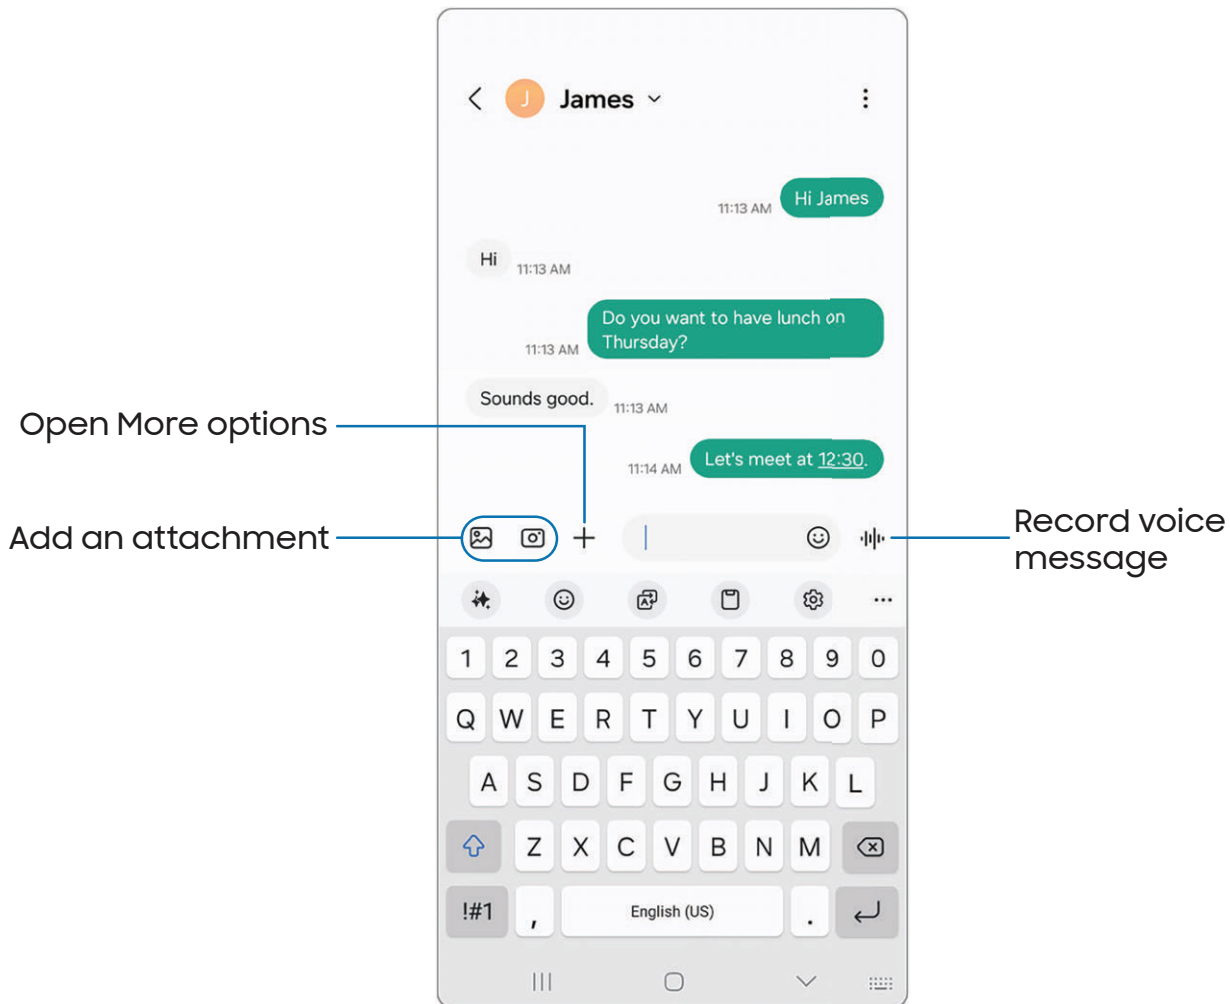 J James
Hi James
11:13 AM
Hi
11:13 AM
Do you want to have lunch on
Thursday?
11:13 AM
Sounds good.
11:13 AM
Open More options
Let's meet at 12:30.
11:14 AM
Add an attachment
Record voice
message
1 2 3 4 5 6 7 8 9 0
Q W E R T Y U I O P
A S D F G H J K L
Z X C V B N M
!#1 , English (US) .